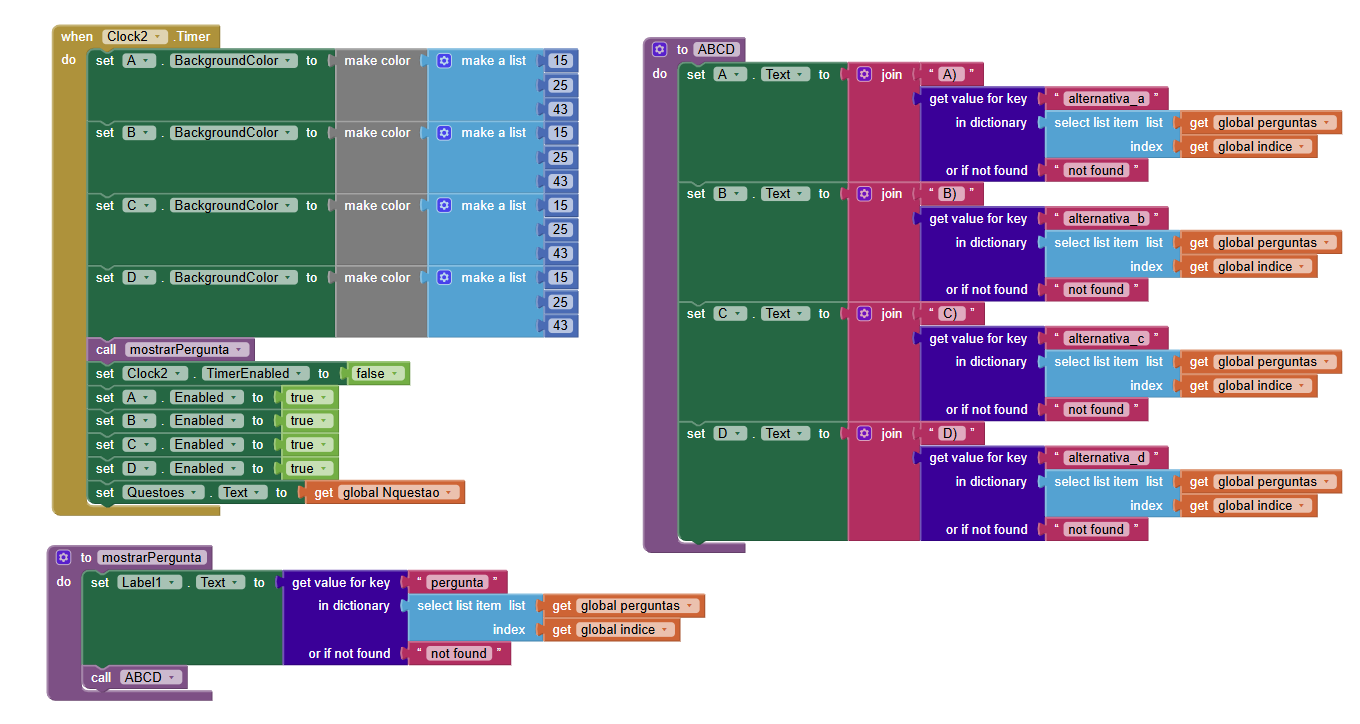 when Clock2 .Timer
do set A . BackgroundColor to make color make a list 15
25
43
set B . BackgroundColor to make color make a list 15
25
43
set C . BackgroundColor to make color make a list 15
25
43
set D . BackgroundColor to make color make a list 15
25
43
call mostrarPergunta
set Clock2 . TimerEnabled to false
set A . Enabled to true
set B . Enabled to true
set C . Enabled to true
set D . Enabled to true
set Questoes . Text to get global Nquestao
to mostrarPergunta
do set Label1 . Text to get value for key “ pergunta ”
in dictionary select list item list get global perguntas
index get global indice
or if not found “ not found ”
call ABCD
to ABCD
do set A . Text to join “ A) ”
get value for key “ alternativa_a ”
in dictionary select list item list get global perguntas
index get global indice
or if not found “ not found ”
set B . Text to join “ B) ”
get value for key “ alternativa_b ”
in dictionary select list item list get global perguntas
index get global indice
or if not found “ not found ”
set C . Text to join “ C) ”
get value for key “ alternativa_c ”
in dictionary select list item list get global perguntas
index get global indice
or if not found “ not found ”
set D . Text to join “ D) ”
get value for key “ alternativa_d ”
in dictionary select list item list get global perguntas
index get global indice
or if not found “ not found ”